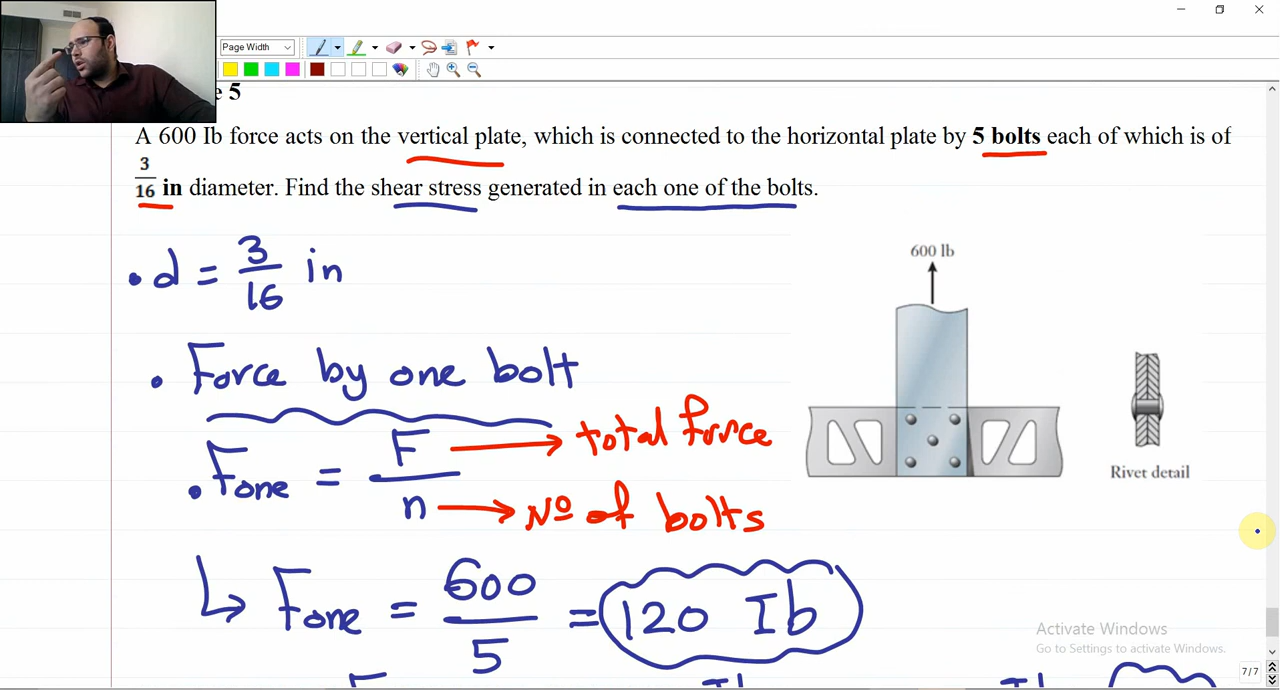 Page Width
e 5
A 600 Ib force acts on the vertical plate, which is connected to the horizontal plate by 5 bolts each of which is of
3/16 in diameter. Find the shear stress generated in each one of the bolts.
• d = 3/16 in
600 lb
• Force by one bolt
• Fone = F/n
F → total force
n → Nº of bolts
Rivet detail
↳ Fone = 600/5 = 120 Ib
Activate Windows
Go to Settings to activate Windows.
7/7